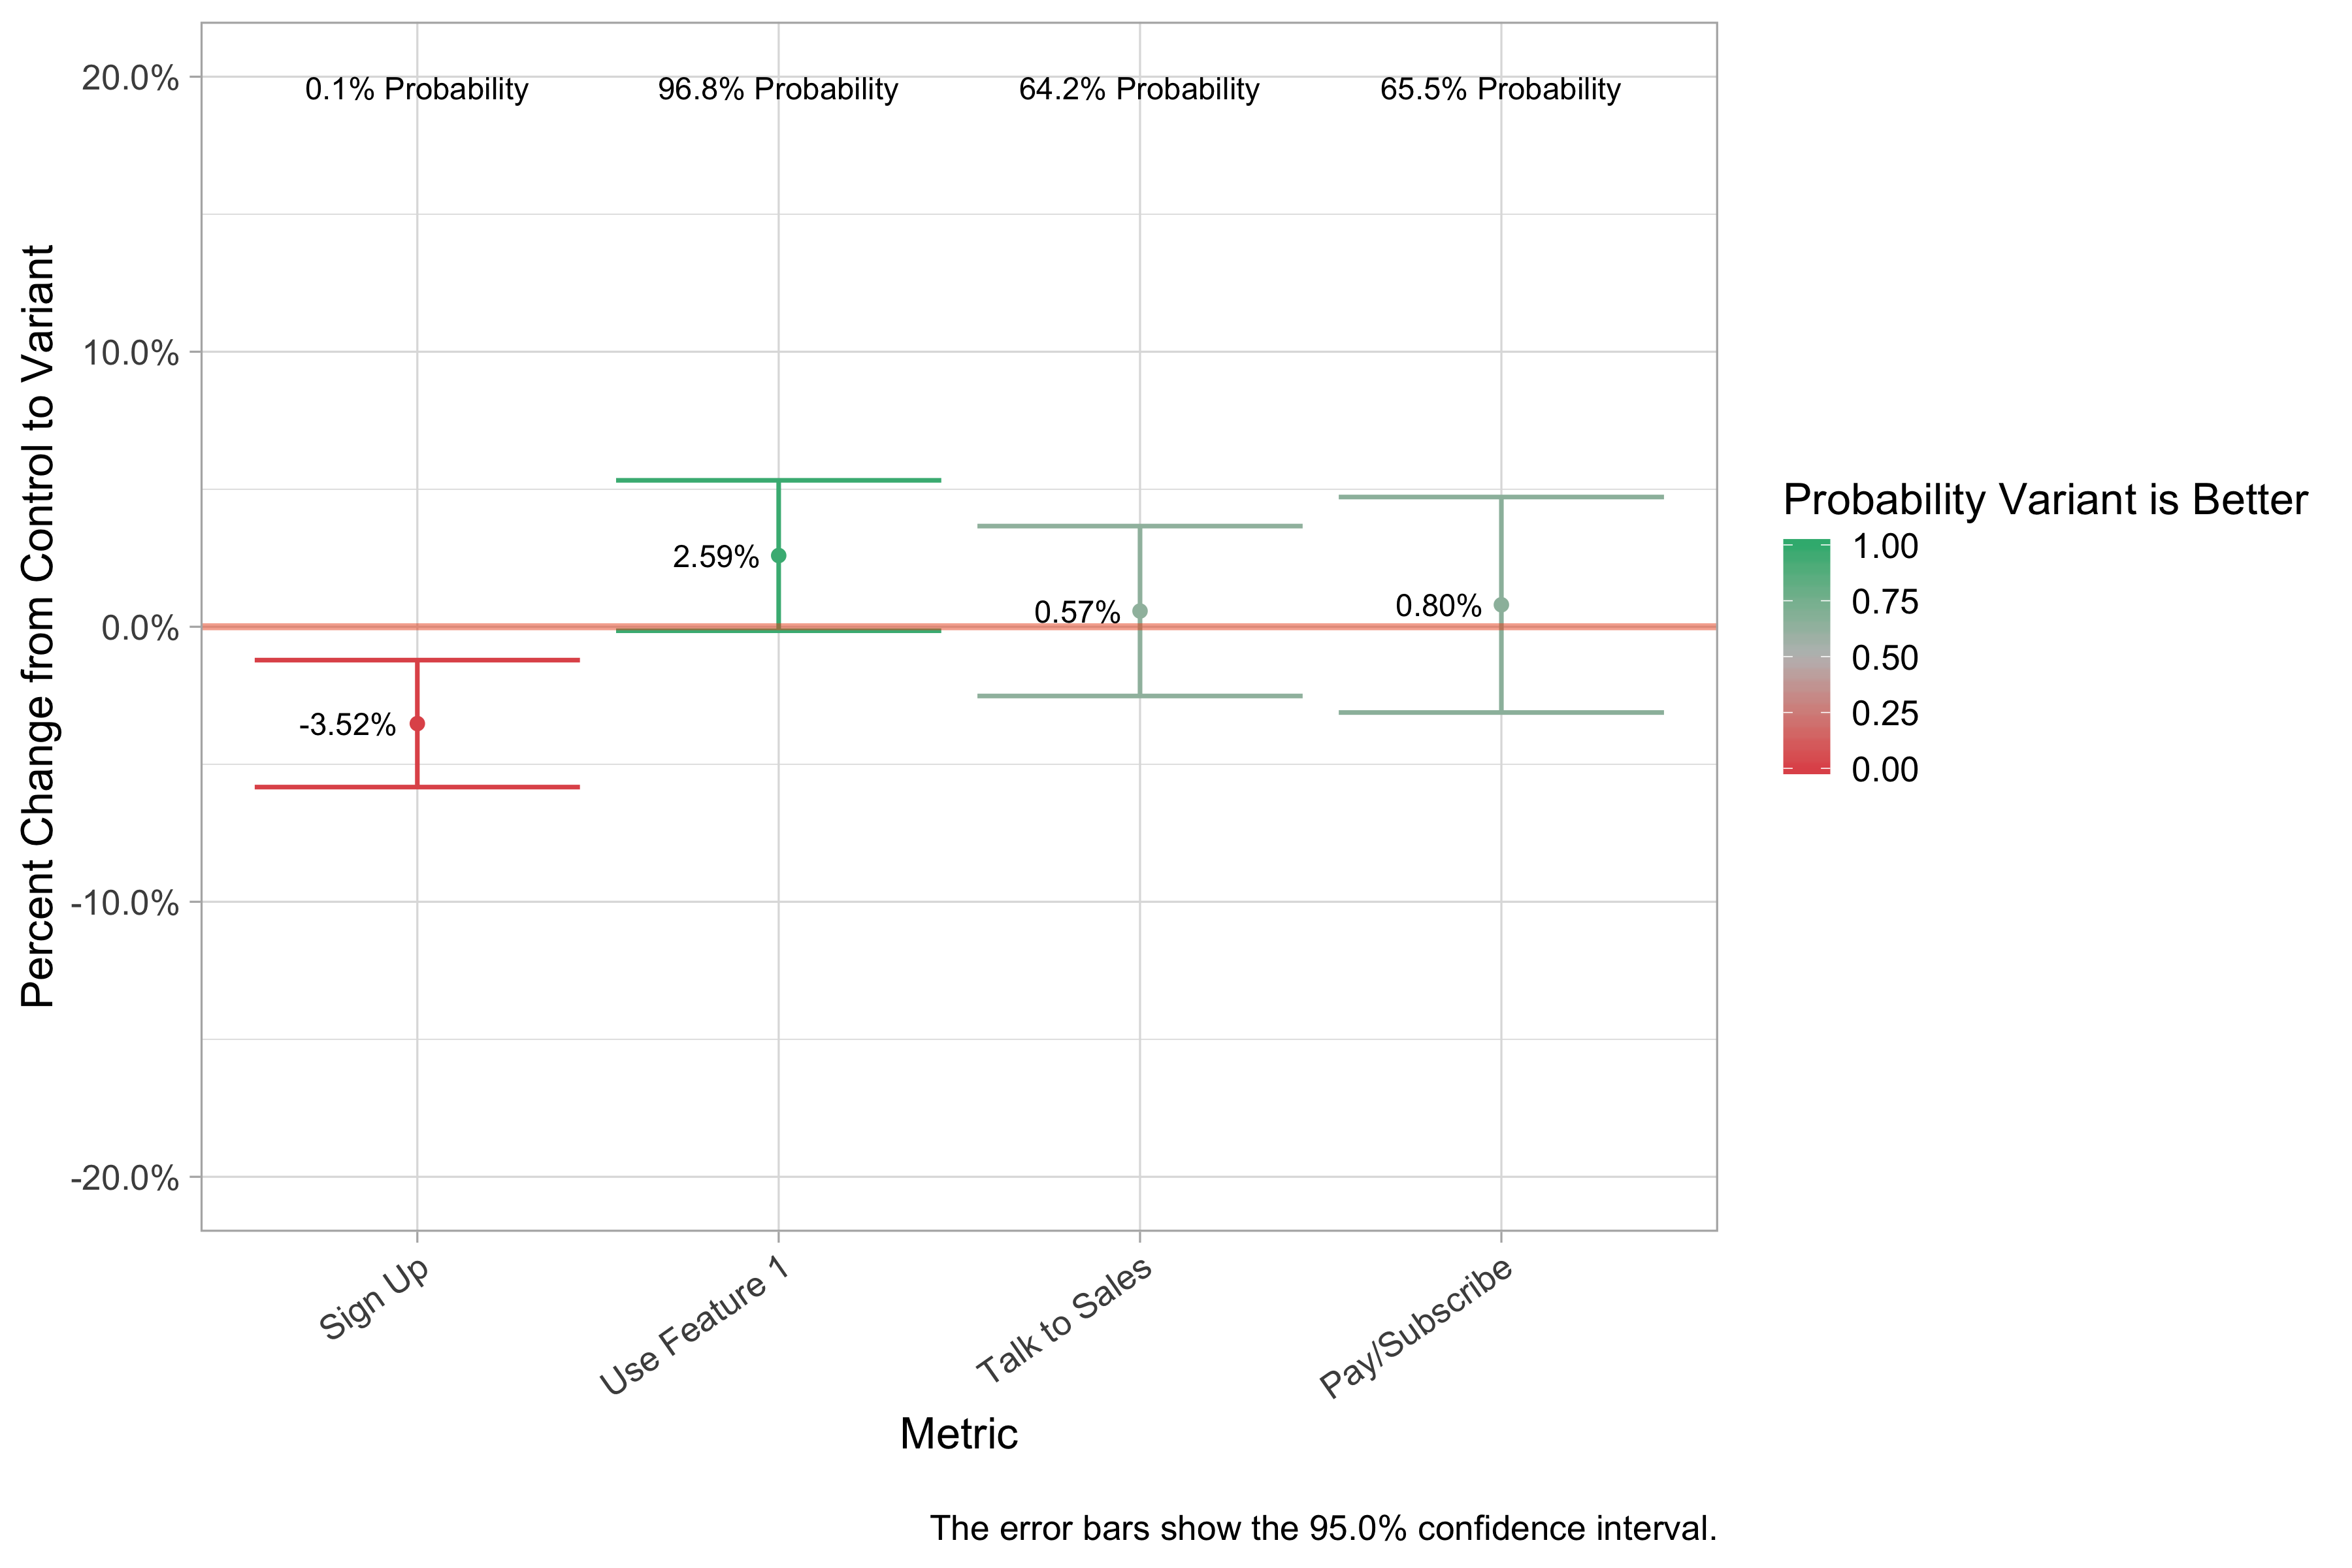 Percent Change from Control to Variant
20.0%
10.0%
0.0%
-10.0%
-20.0%
0.1% Probability
96.8% Probability
64.2% Probability
65.5% Probability
-3.52%
2.59%
0.57%
0.80%
Sign Up
Use Feature 1
Talk to Sales
Pay/Subscribe
Metric
Probability Variant is Better
1.00
0.75
0.50
0.25
0.00
The error bars show the 95.0% confidence interval.